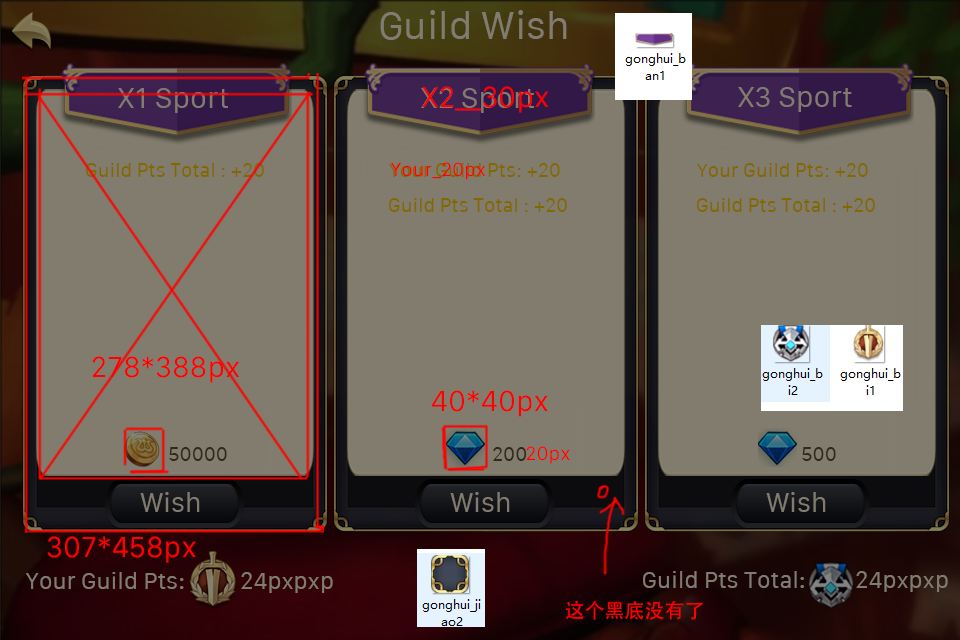 Guild Wish
gonghui_b
an1
X1 Sport
X2 Sport
30px
X3 Sport
Guild Pts Total : +20
Your Guild Pts: +20
Your_20px
Guild Pts Total : +20
Your Guild Pts: +20
Guild Pts Total : +20
278*388px
gonghui_b
i2
gonghui_b
i1
40*40px
50000
200
20px
500
Wish
Wish
Wish
307*458px
Your Guild Pts:
24pxpxp
gonghui_ji
ao2
Guild Pts Total:
24pxpxp
这个黑底没有了